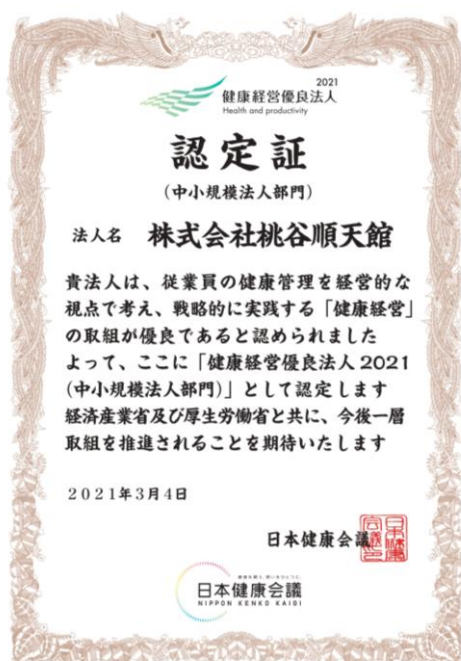 2021
健康経営優良法人
Health and productivity
認定証
(中小規模法人部門)
法人名 株式会社桃谷順天館
貴法人は、従業員の健康管理を経営的な
視点で考え、戦略的に実践する「健康経営」
の取組が優良であると認められました
よって、ここに「健康経営優良法人2021
(中小規模法人部門)」として認定します
経済産業省及び厚生労働省と共に、今後一層
取組を推進されることを期待いたします
2021年3月4日
日本健康会議
日本健康会議
NIPPON KENKO KAIGI